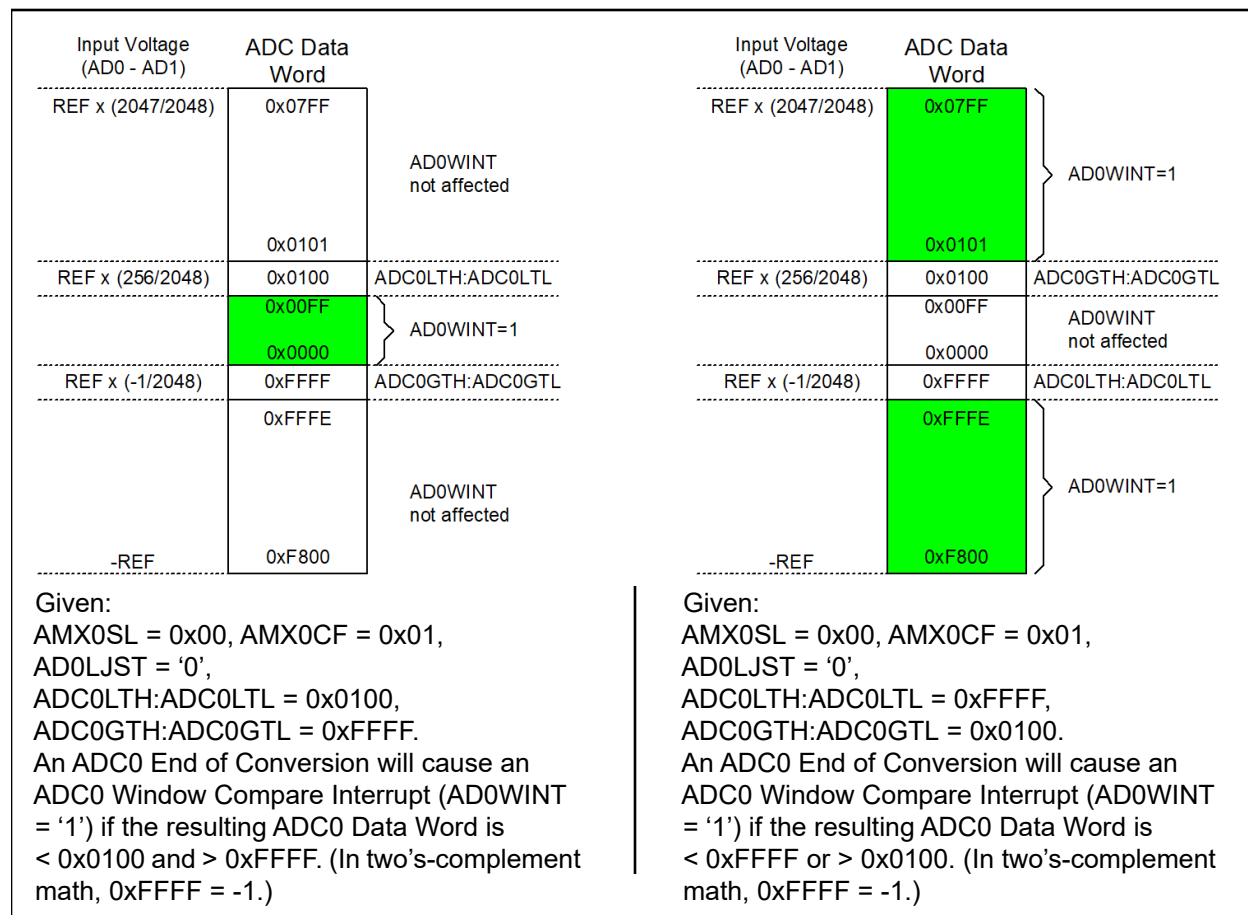 Input Voltage
(AD0 - AD1)
ADC Data
Word
REF x (2047/2048)
0x07FF
AD0WINT
not affected
0x0101
REF x (256/2048)
0x0100
ADC0LTH:ADC0LTL
0x00FF
AD0WINT=1
0x0000
REF x (-1/2048)
0xFFFF
ADC0GTH:ADC0GTL
0xFFFE
AD0WINT
not affected
-REF
0xF800
Given:
AMX0SL = 0x00, AMX0CF = 0x01,
AD0LJST = ‘0’,
ADC0LTH:ADC0LTL = 0x0100,
ADC0GTH:ADC0GTL = 0xFFFF.
An ADC0 End of Conversion will cause an
ADC0 Window Compare Interrupt (AD0WINT
= ‘1’) if the resulting ADC0 Data Word is
< 0x0100 and > 0xFFFF. (In two’s-complement
math, 0xFFFF = -1.)
Input Voltage
(AD0 - AD1)
ADC Data
Word
REF x (2047/2048)
0x07FF
AD0WINT=1
0x0101
REF x (256/2048)
0x0100
ADC0GTH:ADC0GTL
0x00FF
AD0WINT
not affected
0x0000
REF x (-1/2048)
0xFFFF
ADC0LTH:ADC0LTL
0xFFFE
AD0WINT=1
-REF
0xF800
Given:
AMX0SL = 0x00, AMX0CF = 0x01,
AD0LJST = ‘0’,
ADC0LTH:ADC0LTL = 0xFFFF,
ADC0GTH:ADC0GTL = 0x0100.
An ADC0 End of Conversion will cause an
ADC0 Window Compare Interrupt (AD0WINT
= ‘1’) if the resulting ADC0 Data Word is
< 0xFFFF or > 0x0100. (In two’s-complement
math, 0xFFFF = -1.)